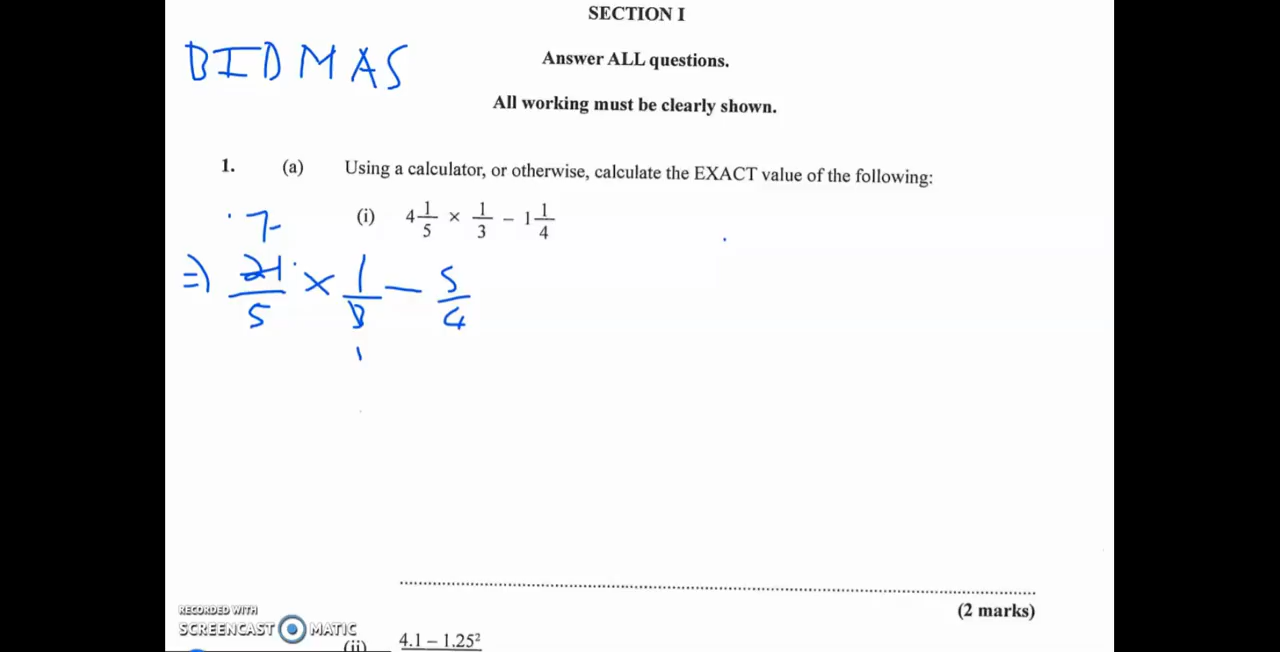 SECTION I
BIDMAS
Answer ALL questions.
All working must be clearly shown.
1. (a) Using a calculator, or otherwise, calculate the EXACT value of the following:
(i) 4 1/5 × 1/3 − 1 1/4
7
⇒ 21/5 × 1/3 − 5/4
1
(2 marks)
RECORDED WITH
SCREENCAST MATIC
(ii) 4.1 − 1.25²